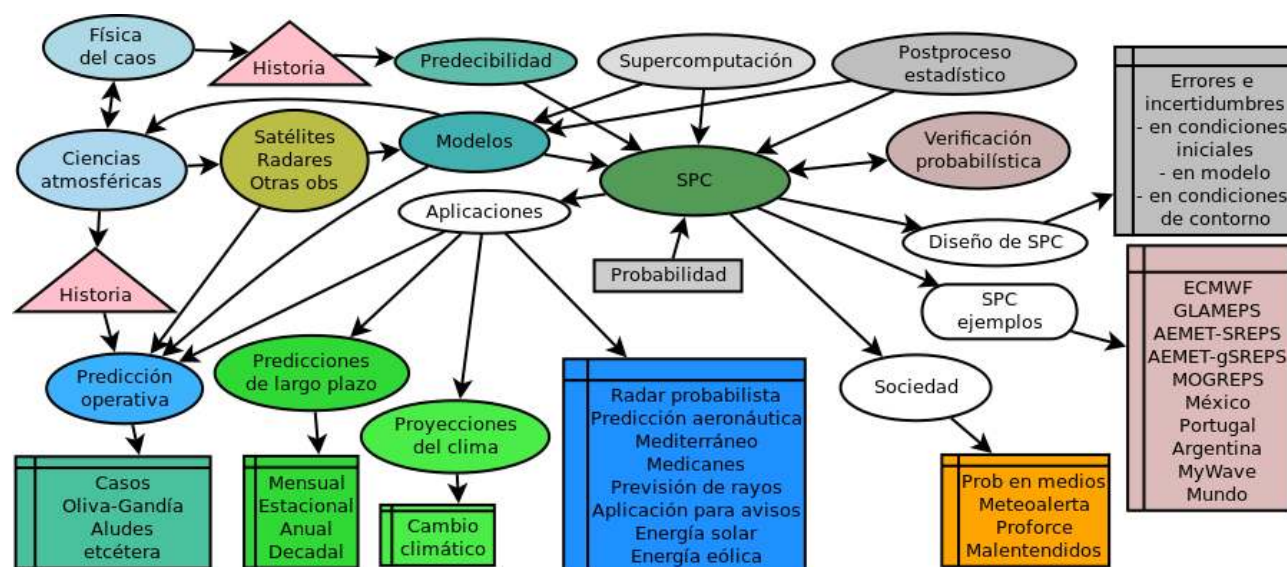 Física
del caos
Historia
Predecibilidad
Supercomputación
Postproceso
estadístico
Errores e
incertidumbres
- en condiciones
iniciales
- en modelo
- en condiciones
de contorno
Ciencias
atmosféricas
Satélites
Radares
Otras obs
Modelos
SPC
Verificación
probabilística
Aplicaciones
Probabilidad
Diseño de SPC
Historia
SPC
ejemplos
ECMWF
GLAMEPS
AEMET-SREPS
AEMET-gSREPS
MOGREPS
México
Portugal
Argentina
MyWave
Mundo
Predicción
operativa
Predicciones
de largo plazo
Proyecciones
del clima
Radar probabilista
Predicción aeronáutica
Mediterráneo
Medicanes
Previsión de rayos
Aplicación para avisos
Energía solar
Energía eólica
Sociedad
Casos
Oliva-Gandía
Aludes
etcétera
Mensual
Estacional
Anual
Decadal
Cambio
climático
Prob en medios
Meteoalerta
Proforce
Malentendidos